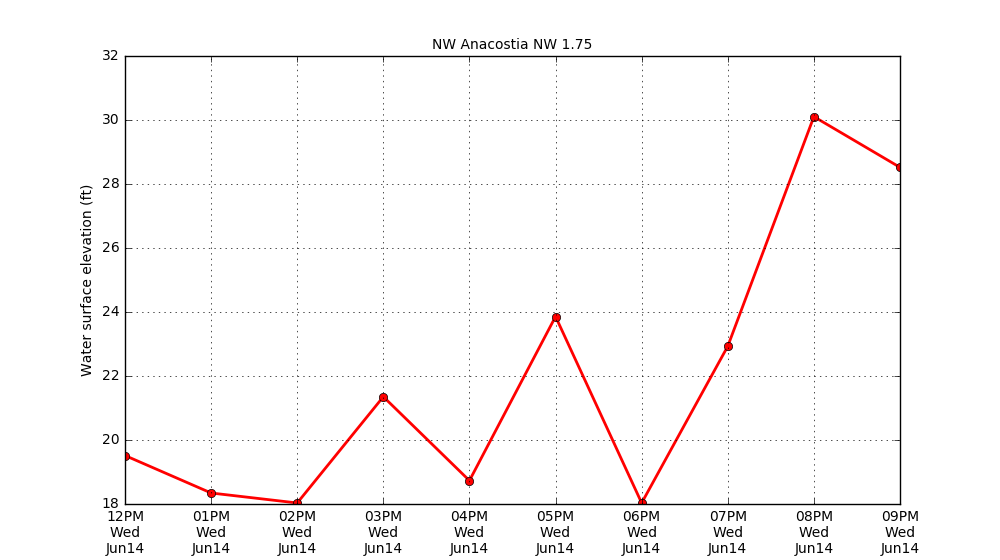 NW Anacostia NW 1.75
32
30
28
26
24
22
20
18
Water surface elevation (ft)
12PM 01PM 02PM 03PM 04PM 05PM 06PM 07PM 08PM 09PM
Wed Wed Wed Wed Wed Wed Wed Wed Wed Wed
Jun14 Jun14 Jun14 Jun14 Jun14 Jun14 Jun14 Jun14 Jun14 Jun14